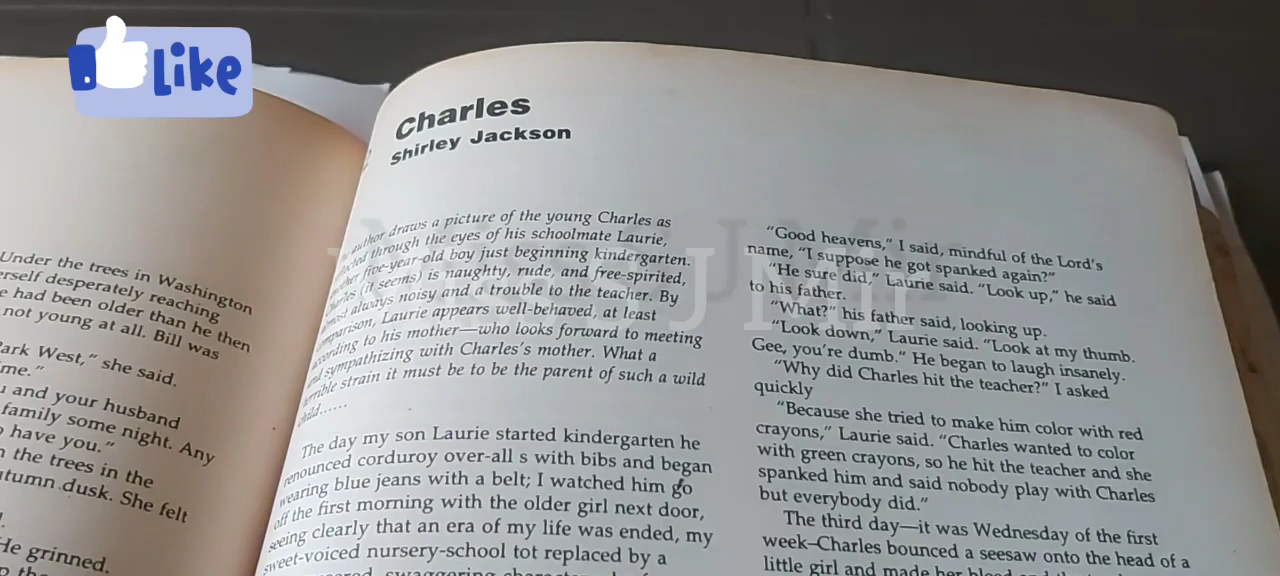 Like
Under the trees in Washington
erself desperately reaching
e had been older than he then
not young at all. Bill was
Park West," she said.
me."
u and your husband
family some night. Any
o have you."
n the trees in the
utumn dusk. She felt
He grinned.
Charles
Shirley Jackson
author draws a picture of the young Charles as
through the eyes of his schoolmate Laurie,
five-year-old boy just beginning kindergarten.
Charles (it seems) is naughty, rude, and free-spirited,
always noisy and a trouble to the teacher. By
comparison, Laurie appears well-behaved, at least
according to his mother—who looks forward to meeting
and sympathizing with Charles's mother. What a
horrible strain it must be to be the parent of such a wild
child......
The day my son Laurie started kindergarten he
renounced corduroy over-all s with bibs and began
wearing blue jeans with a belt; I watched him go
off the first morning with the older girl next door,
seeing clearly that an era of my life was ended, my
sweet-voiced nursery-school tot replaced by a
swaggering
"Good heavens," I said, mindful of the Lord's
name, "I suppose he got spanked again?"
"He sure did," Laurie said. "Look up," he said
to his father.
"What?" his father said, looking up.
"Look down," Laurie said. "Look at my thumb.
Gee, you're dumb." He began to laugh insanely.
"Why did Charles hit the teacher?" I asked
quickly
"Because she tried to make him color with red
crayons," Laurie said. "Charles wanted to color
with green crayons, so he hit the teacher and she
spanked him and said nobody play with Charles
but everybody did."
The third day—it was Wednesday of the first
week—Charles bounced a seesaw onto the head of a
little girl and made her
J Mir